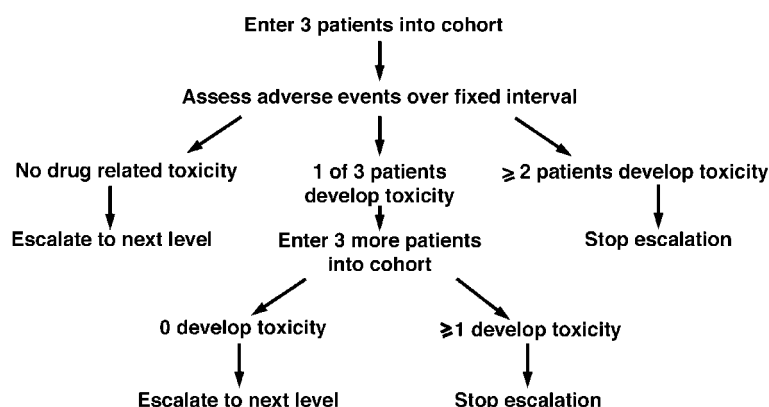 Enter 3 patients into cohort
Assess adverse events over fixed interval
No drug related toxicity
1 of 3 patients
develop toxicity
⩾ 2 patients develop toxicity
Escalate to next level
Enter 3 more patients
into cohort
Stop escalation
0 develop toxicity
⩾1 develop toxicity
Escalate to next level
Stop escalation